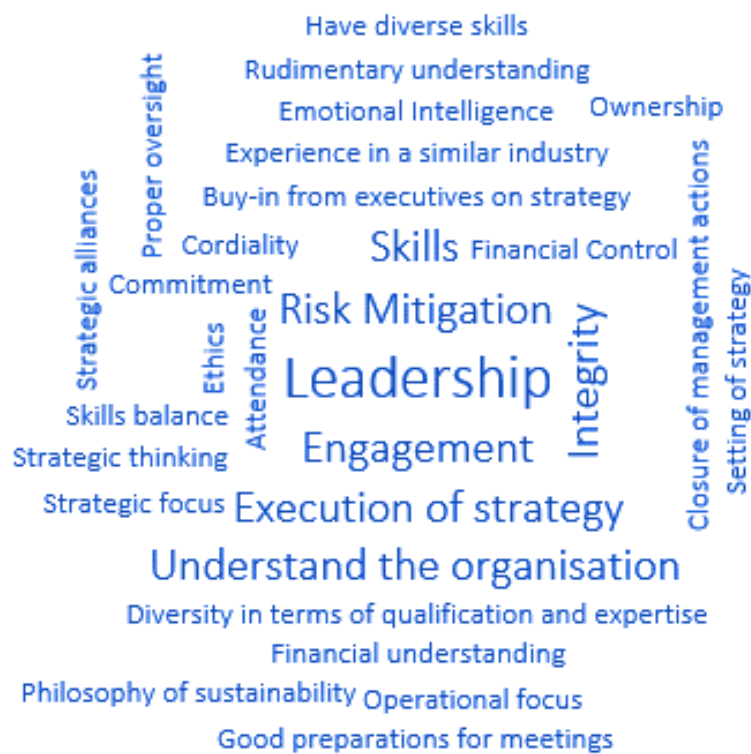 Have diverse skills
Rudimentary understanding
Emotional Intelligence
Ownership
Proper oversight
Experience in a similar industry
Buy-in from executives on strategy
Strategic alliances
Cordiality
Skills
Financial Control
Closure of management actions
Setting of strategy
Commitment
Risk Mitigation
Ethics
Attendance
Leadership
Integrity
Skills balance
Engagement
Strategic thinking
Strategic focus
Execution of strategy
Understand the organisation
Diversity in terms of qualification and expertise
Financial understanding
Philosophy of sustainability
Operational focus
Good preparations for meetings